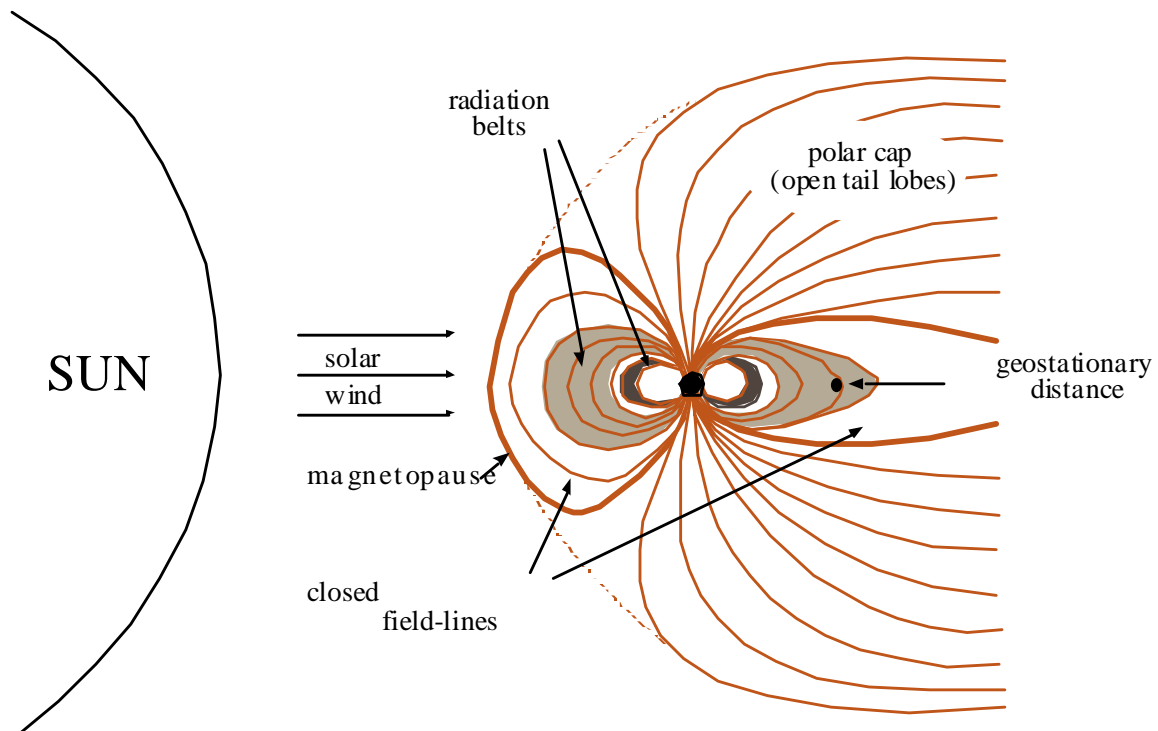 radiation
belts
polar cap
(open tail lobes)
SUN
solar
wind
geostationary
distance
magnetopause
closed
field-lines